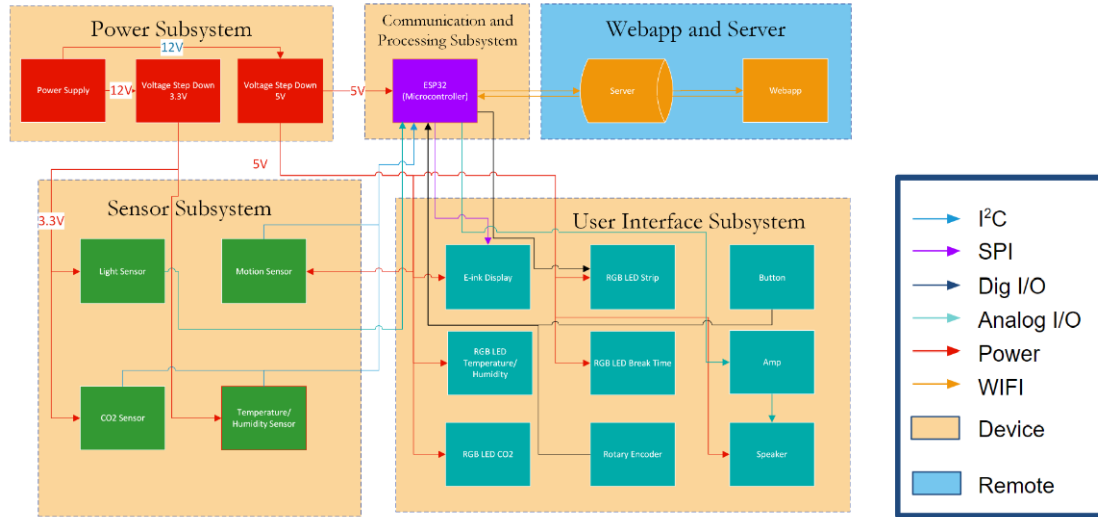 Power Subsystem
12V
Power Supply
12V
Voltage Step Down
3.3V
Voltage Step Down
5V
5V
Communication and
Processing Subsystem
ESP32
(Microcontroller)
Webapp and Server
Server
Webapp
5V
3.3V
Sensor Subsystem
Light Sensor
Motion Sensor
CO2 Sensor
Temperature/
Humidity Sensor
User Interface Subsystem
E-ink Display
RGB LED Strip
Button
RGB LED
Temperature/
Humidity
RGB LED Break Time
Amp
RGB LED CO2
Rotary Encoder
Speaker
I²C
SPI
Dig I/O
Analog I/O
Power
WIFI
Device
Remote